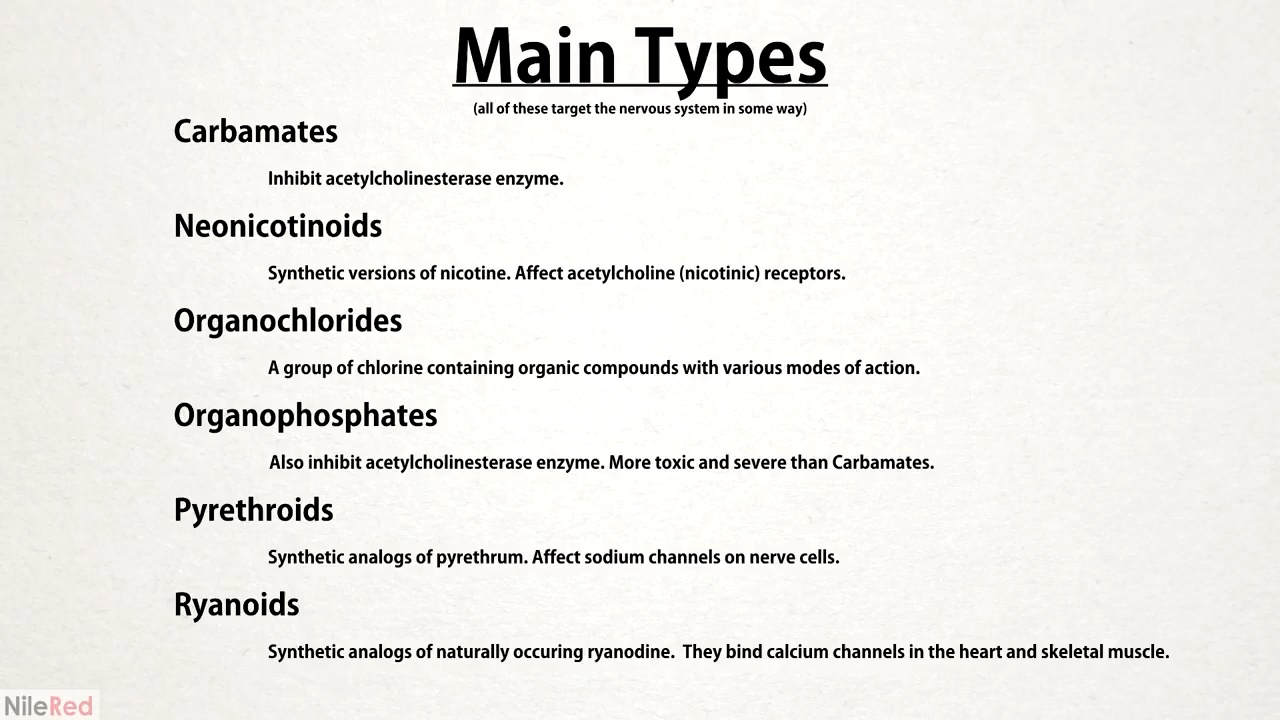 Main Types
(all of these target the nervous system in some way)
Carbamates
Inhibit acetylcholinesterase enzyme.
Neonicotinoids
Synthetic versions of nicotine. Affect acetylcholine (nicotinic) receptors.
Organochlorides
A group of chlorine containing organic compounds with various modes of action.
Organophosphates
Also inhibit acetylcholinesterase enzyme. More toxic and severe than Carbamates.
Pyrethroids
Synthetic analogs of pyrethrum. Affect sodium channels on nerve cells.
Ryanoids
Synthetic analogs of naturally occuring ryanodine.  They bind calcium channels in the heart and skeletal muscle.
NileRed